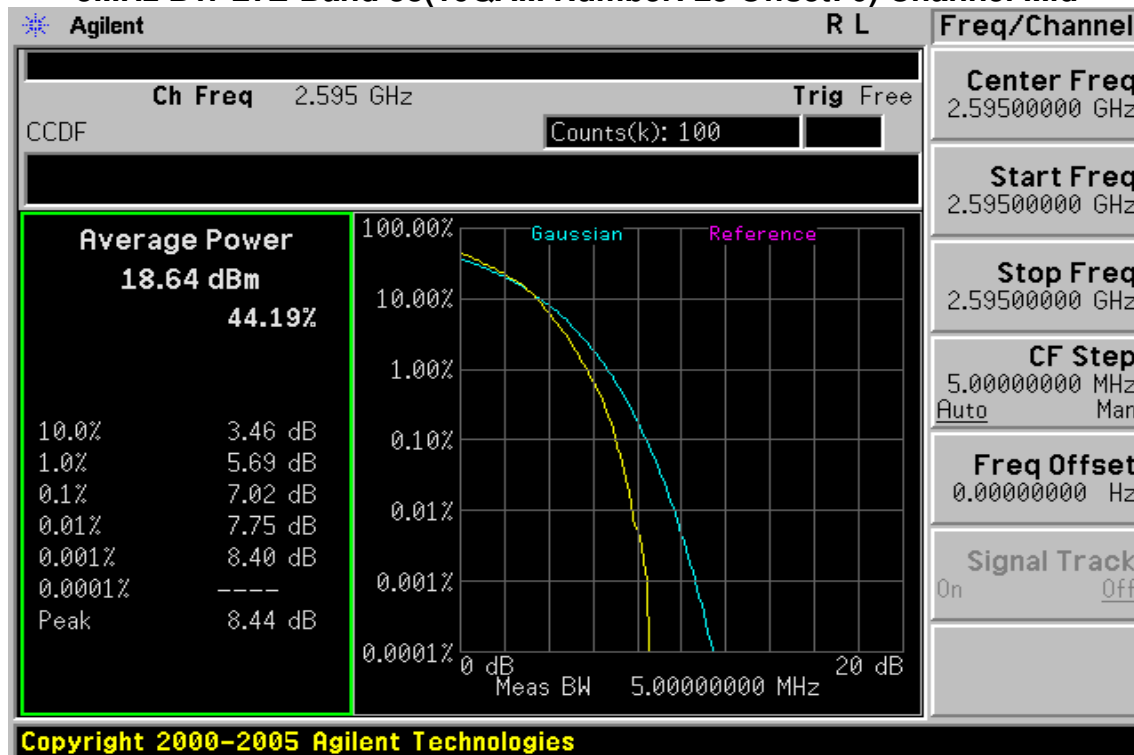 Agilent R L Freq/Channel
Ch Freq 2.595 GHz Trig Free
CCDF Counts(k): 100
Center Freq
2.59500000 GHz
Start Freq
2.59500000 GHz
Stop Freq
2.59500000 GHz
CF Step
5.00000000 MHz
Auto Man
Freq Offset
0.00000000 Hz
Signal Track
On Off
Average Power
18.64 dBm
44.19%
10.0% 3.46 dB
1.0% 5.69 dB
0.1% 7.02 dB
0.01% 7.75 dB
0.001% 8.40 dB
0.0001% ----
Peak 8.44 dB
Gaussian Reference
100.00%
10.00%
1.00%
0.10%
0.01%
0.001%
0.0001%
0 dB 20 dB
Meas BW 5.00000000 MHz
Copyright 2000-2005 Agilent Technologies